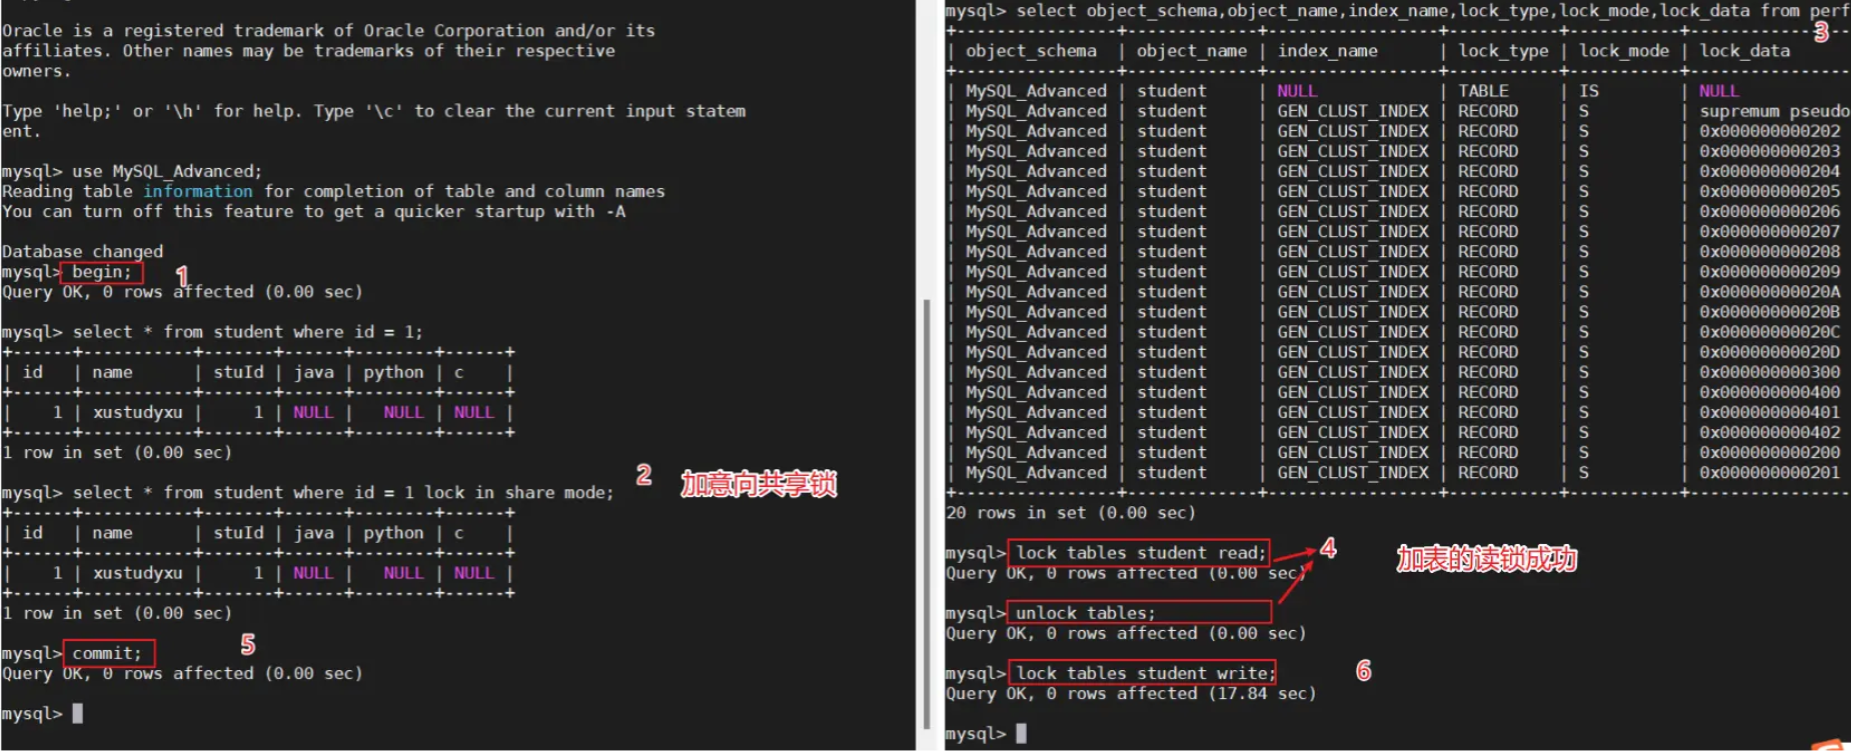 Oracle is a registered trademark of Oracle Corporation and/or its
affiliates. Other names may be trademarks of their respective
owners.
Type 'help;' or '\h' for help. Type '\c' to clear the current input statem
ent.
mysql> use MySQL_Advanced;
Reading table information for completion of table and column names
You can turn off this feature to get a quicker startup with -A
Database changed
mysql> begin; 1
Query OK, 0 rows affected (0.00 sec)
mysql> select * from student where id = 1;
+------+-----------+-------+------+--------+------+
| id   | name      | stuId | java | python | c    |
+------+-----------+-------+------+--------+------+
|    1 | xustudyxu |     1 | NULL |   NULL | NULL |
+------+-----------+-------+------+--------+------+
1 row in set (0.00 sec)
2 加意向共享锁
mysql> select * from student where id = 1 lock in share mode;
+------+-----------+-------+------+--------+------+
| id   | name      | stuId | java | python | c    |
+------+-----------+-------+------+--------+------+
|    1 | xustudyxu |     1 | NULL |   NULL | NULL |
+------+-----------+-------+------+--------+------+
1 row in set (0.00 sec)
mysql> commit; 5
Query OK, 0 rows affected (0.00 sec)
mysql>
mysql> select object_schema,object_name,index_name,lock_type,lock_mode,lock_data from perf
3
| object_schema  | object_name | index_name      | lock_type | lock_mode | lock_data
| MySQL_Advanced | student     | NULL            | TABLE     | IS        | NULL
| MySQL_Advanced | student     | GEN_CLUST_INDEX | RECORD    | S         | supremum pseudo
| MySQL_Advanced | student     | GEN_CLUST_INDEX | RECORD    | S         | 0x000000000202
| MySQL_Advanced | student     | GEN_CLUST_INDEX | RECORD    | S         | 0x000000000203
| MySQL_Advanced | student     | GEN_CLUST_INDEX | RECORD    | S         | 0x000000000204
| MySQL_Advanced | student     | GEN_CLUST_INDEX | RECORD    | S         | 0x000000000205
| MySQL_Advanced | student     | GEN_CLUST_INDEX | RECORD    | S         | 0x000000000206
| MySQL_Advanced | student     | GEN_CLUST_INDEX | RECORD    | S         | 0x000000000207
| MySQL_Advanced | student     | GEN_CLUST_INDEX | RECORD    | S         | 0x000000000208
| MySQL_Advanced | student     | GEN_CLUST_INDEX | RECORD    | S         | 0x000000000209
| MySQL_Advanced | student     | GEN_CLUST_INDEX | RECORD    | S         | 0x00000000020A
| MySQL_Advanced | student     | GEN_CLUST_INDEX | RECORD    | S         | 0x00000000020B
| MySQL_Advanced | student     | GEN_CLUST_INDEX | RECORD    | S         | 0x00000000020C
| MySQL_Advanced | student     | GEN_CLUST_INDEX | RECORD    | S         | 0x00000000020D
| MySQL_Advanced | student     | GEN_CLUST_INDEX | RECORD    | S         | 0x000000000300
| MySQL_Advanced | student     | GEN_CLUST_INDEX | RECORD    | S         | 0x000000000400
| MySQL_Advanced | student     | GEN_CLUST_INDEX | RECORD    | S         | 0x000000000401
| MySQL_Advanced | student     | GEN_CLUST_INDEX | RECORD    | S         | 0x000000000402
| MySQL_Advanced | student     | GEN_CLUST_INDEX | RECORD    | S         | 0x000000000200
| MySQL_Advanced | student     | GEN_CLUST_INDEX | RECORD    | S         | 0x000000000201
20 rows in set (0.00 sec)
mysql> lock tables student read; 4 加表的读锁成功
Query OK, 0 rows affected (0.00 sec)
mysql> unlock tables;
Query OK, 0 rows affected (0.00 sec)
mysql> lock tables student write; 6
Query OK, 0 rows affected (17.84 sec)
mysql>